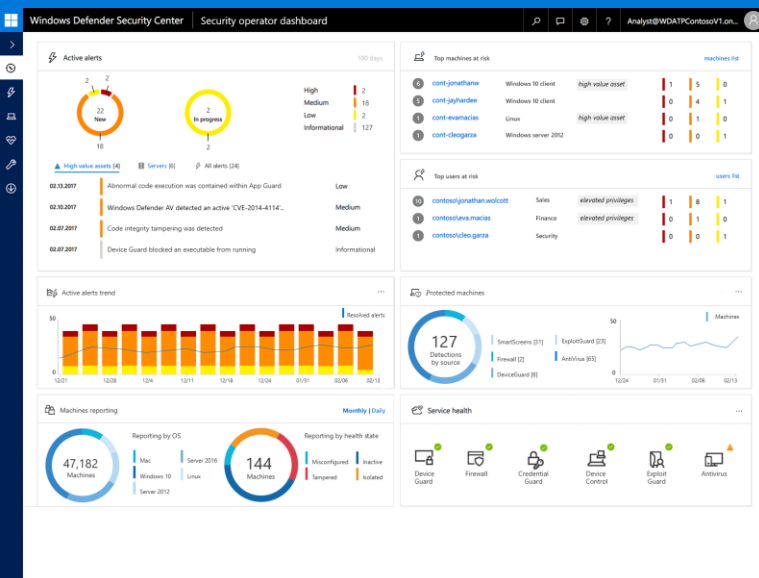 Windows Defender Security Center | Security operator dashboard
? Analyst@WDATPContosoV1.on...
Active alerts 180 days
2 2
22
New
18
2
In progress
2
High 2
Medium 18
Low 2
Informational 127
High value assets [4] Servers [6] All alerts [24]
02.13.2017 Abnormal code execution was contained within App Guard Low
02.10.2017 Windows Defender AV detected an active 'CVE-2014-4114'.. Medium
02.07.2017 Code integrity tampering was detected Medium
02.07.2017 Device Guard blocked an executable from running Informational
Top machines at risk machines list
6 cont-jonathanw Windows 10 client high value asset 1 5 0
5 cont-jayhardee Windows 10 client 0 4 1
1 cont-evamacias Linux high value asset 0 1 0
1 cont-cleogarza Windows server 2012 0 0 1
Top users at risk users list
10 contoso\jonathan.wolcott Sales elevated privileges 1 8 1
1 contoso\eva.macias Finance elevated privileges 0 1 0
1 contoso\cleo.garza Security 0 0 1
Active alerts trend ...
Resolved alerts
50
0
12/21 12/28 12/4 12/11 12/18 12/24 01/31 02/06 02/13
Protected machines ...
127
Detections
by source
SmartScreens [31] ExploitGuard [23]
Firewall [2] AntiVirus [65]
DeviceGuard [6]
Machines
50
0
12/24 01/31 02/06 02/13
Machines reporting Monthly | Daily
47,182
Machines
Reporting by OS
Mac Server 2016
Windows 10 Linux
Server 2012
144
Machines
Reporting by health state
Misconfigured Inactive
Tampered Isolated
Service health ...
Device Guard
Firewall
Credential Guard
Device Control
Exploit Guard
Antivirus